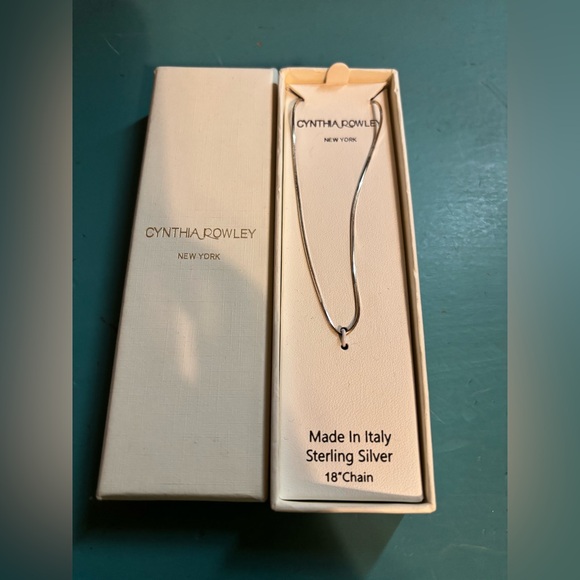 CYNTHIA ROWLEY
NEW YORK
CYNTHIA ROWLEY
NEW YORK
Made In Italy
Sterling Silver
18"Chain